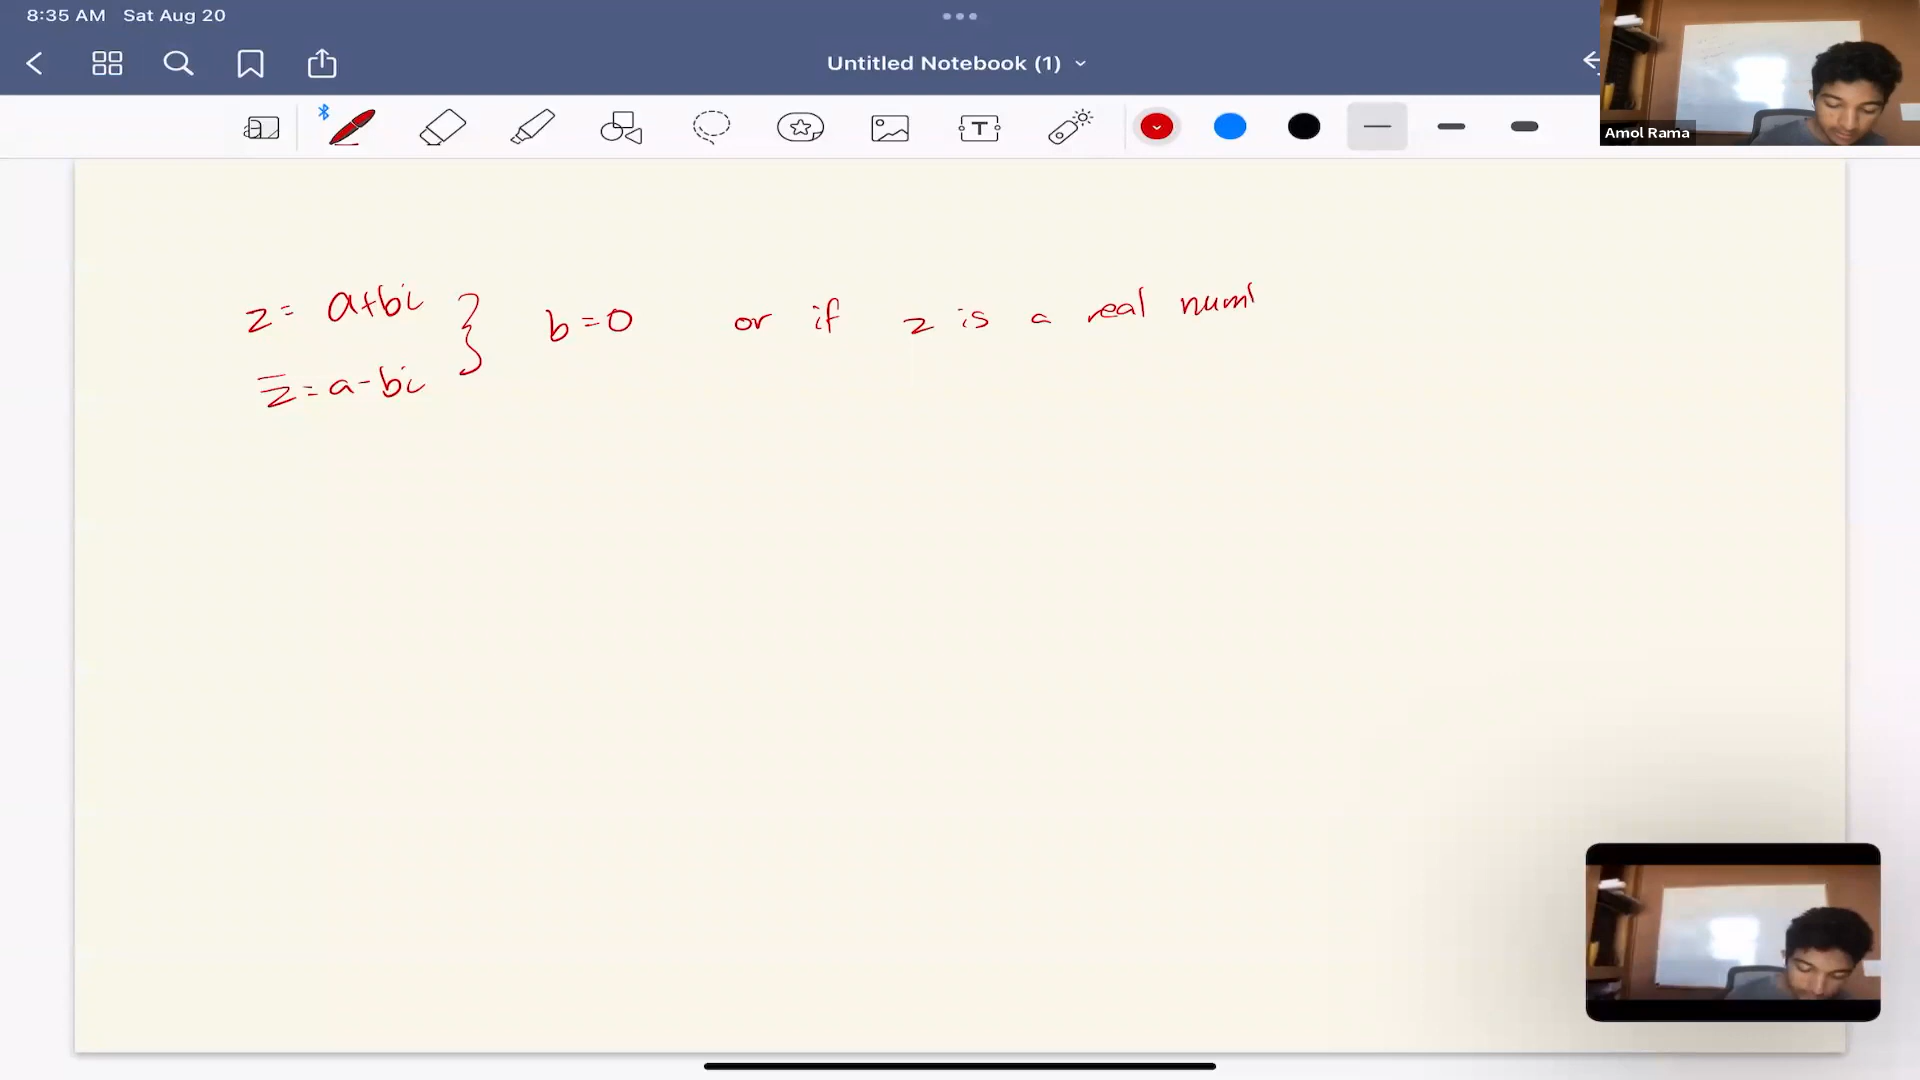 8:35 AM Sat Aug 20
Untitled Notebook (1)
T
Amol Rama
z = a+bi } b=0 or if z is a real num
z̅ = a-bi